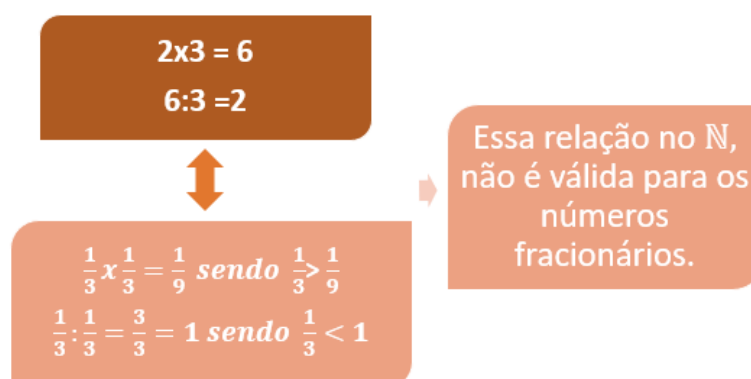 2x3 = 6
6:3 =2
Essa relação no ℕ,
não é válida para os
números
fracionários.
1/3 x 1/3 = 1/9 sendo 1/3 > 1/9
1/3 : 1/3 = 3/3 = 1 sendo 1/3 < 1